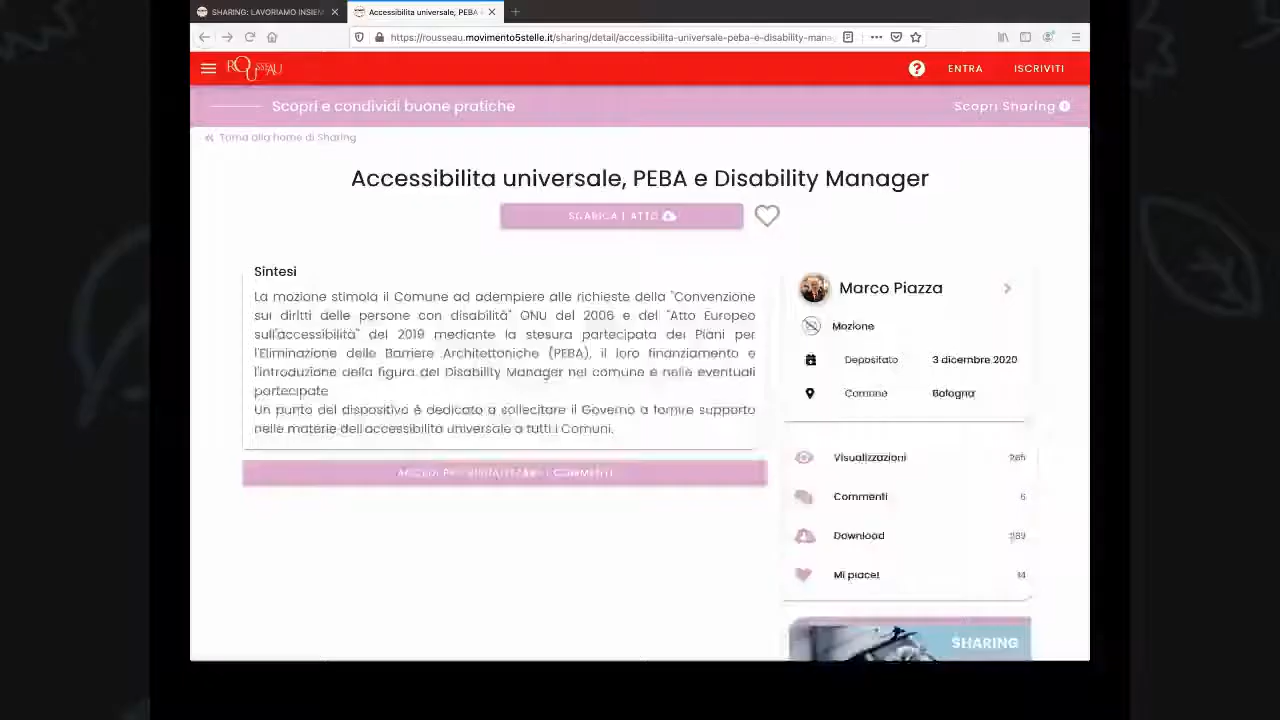 SHARING: LAVORIAMO INSIEM
Accessibilita universale, PEBA
https://rousseau.movimento5stelle.it/sharing/detail/accessibilita-universale-peba-e-disability-mana
ROUSSEAU
ENTRA
ISCRIVITI
Scopri e condividi buone pratiche
Scopri Sharing
Torna alla home di Sharing
Accessibilita universale, PEBA e Disability Manager
SCARICA L'ATTO
Sintesi
La mozione stimola il Comune ad adempiere alle richieste della "Convenzione
sui diritti delle persone con disabilità" ONU del 2006 e del "Atto Europeo
sull'accessibilità" del 2019 mediante la stesura partecipata dei Piani per
l'Eliminazione delle Barriere Architettoniche (PEBA), il loro finanziamento e
l'introduzione della figura del Disability Manager nel comune e nelle eventuali
partecipate
Un punto del dispositivo è dedicato a sollecitare il Governo a fornire supporto
nelle materie dell'accessibilita universale a tutti i Comuni.
ACCEDI PER VISUALIZZARE I COMMENTI
Marco Piazza
Mozione
Depositato 3 dicembre 2020
Comune Bologna
Visualizzazioni
Commenti 6
Download
Mi piace! 14
SHARING